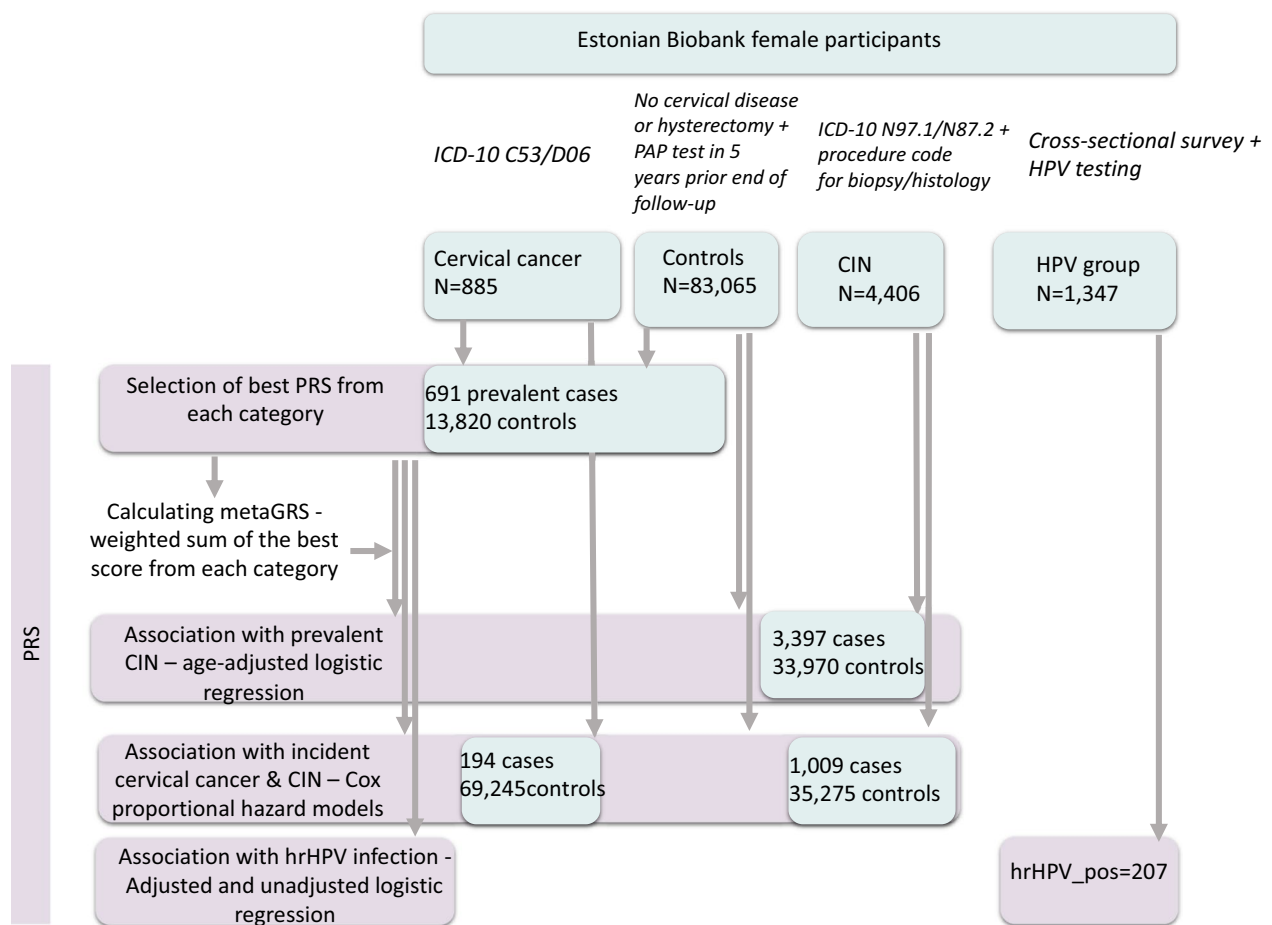 Estonian Biobank female participants
ICD-10 C53/D06
No cervical disease
or hysterectomy +
PAP test in 5
years prior end of
follow-up
ICD-10 N97.1/N87.2 +
procedure code
for biopsy/histology
Cross-sectional survey +
HPV testing
Cervical cancer
N=885
Controls
N=83,065
CIN
N=4,406
HPV group
N=1,347
PRS
Selection of best PRS from
each category
691 prevalent cases
13,820 controls
Calculating metaGRS -
weighted sum of the best
score from each category
Association with prevalent
CIN – age-adjusted logistic
regression
3,397 cases
33,970 controls
Association with incident
cervical cancer & CIN – Cox
proportional hazard models
194 cases
69,245controls
1,009 cases
35,275 controls
Association with hrHPV infection -
Adjusted and unadjusted logistic
regression
hrHPV_pos=207